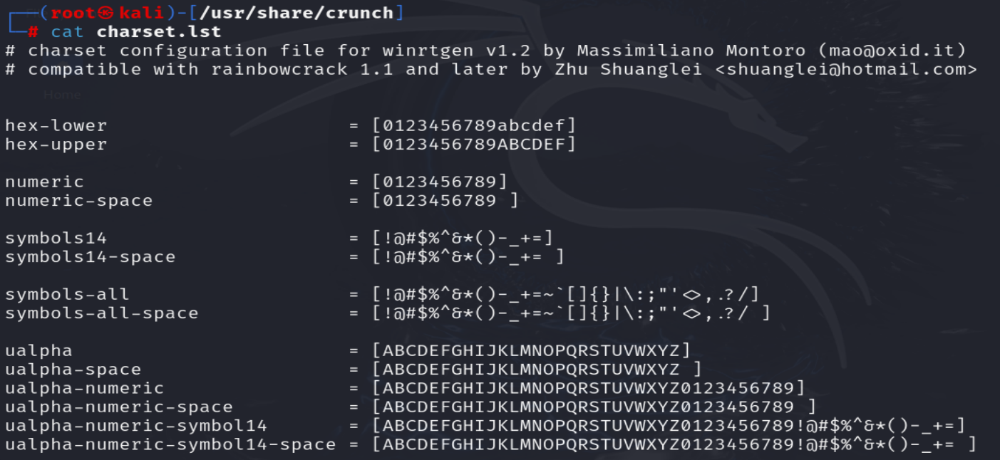 ┌──(root㉿kali)-[/usr/share/crunch]
└─# cat charset.lst
# charset configuration file for winrtgen v1.2 by Massimiliano Montoro (mao@oxid.it)
# compatible with rainbowcrack 1.1 and later by Zhu Shuanglei <shuanglei@hotmail.com>
Home
hex-lower = [0123456789abcdef]
hex-upper = [0123456789ABCDEF]
numeric = [0123456789]
numeric-space = [0123456789 ]
symbols14 = [!@#$%^&*()-_+=]
symbols14-space = [!@#$%^&*()-_+= ]
symbols-all = [!@#$%^&*()-_+=~`[]{}|\:;"'<>,.?/]
symbols-all-space = [!@#$%^&*()-_+=~`[]{}|\:;"'<>,.?/ ]
ualpha = [ABCDEFGHIJKLMNOPQRSTUVWXYZ]
ualpha-space = [ABCDEFGHIJKLMNOPQRSTUVWXYZ ]
ualpha-numeric = [ABCDEFGHIJKLMNOPQRSTUVWXYZ0123456789]
ualpha-numeric-space = [ABCDEFGHIJKLMNOPQRSTUVWXYZ0123456789 ]
ualpha-numeric-symbol14 = [ABCDEFGHIJKLMNOPQRSTUVWXYZ0123456789!@#$%^&*()-_+=]
ualpha-numeric-symbol14-space = [ABCDEFGHIJKLMNOPQRSTUVWXYZ0123456789!@#$%^&*()-_+= ]